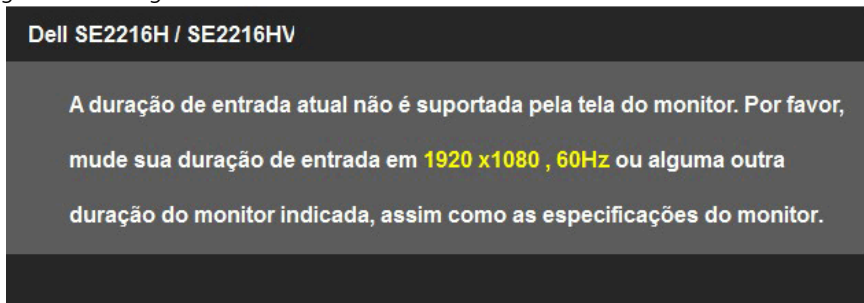 Dell SE2216H / SE2216HV
A duração de entrada atual não é suportada pela tela do monitor. Por favor,
mude sua duração de entrada em 1920 x1080 , 60Hz ou alguma outra
duração do monitor indicada, assim como as especificações do monitor.